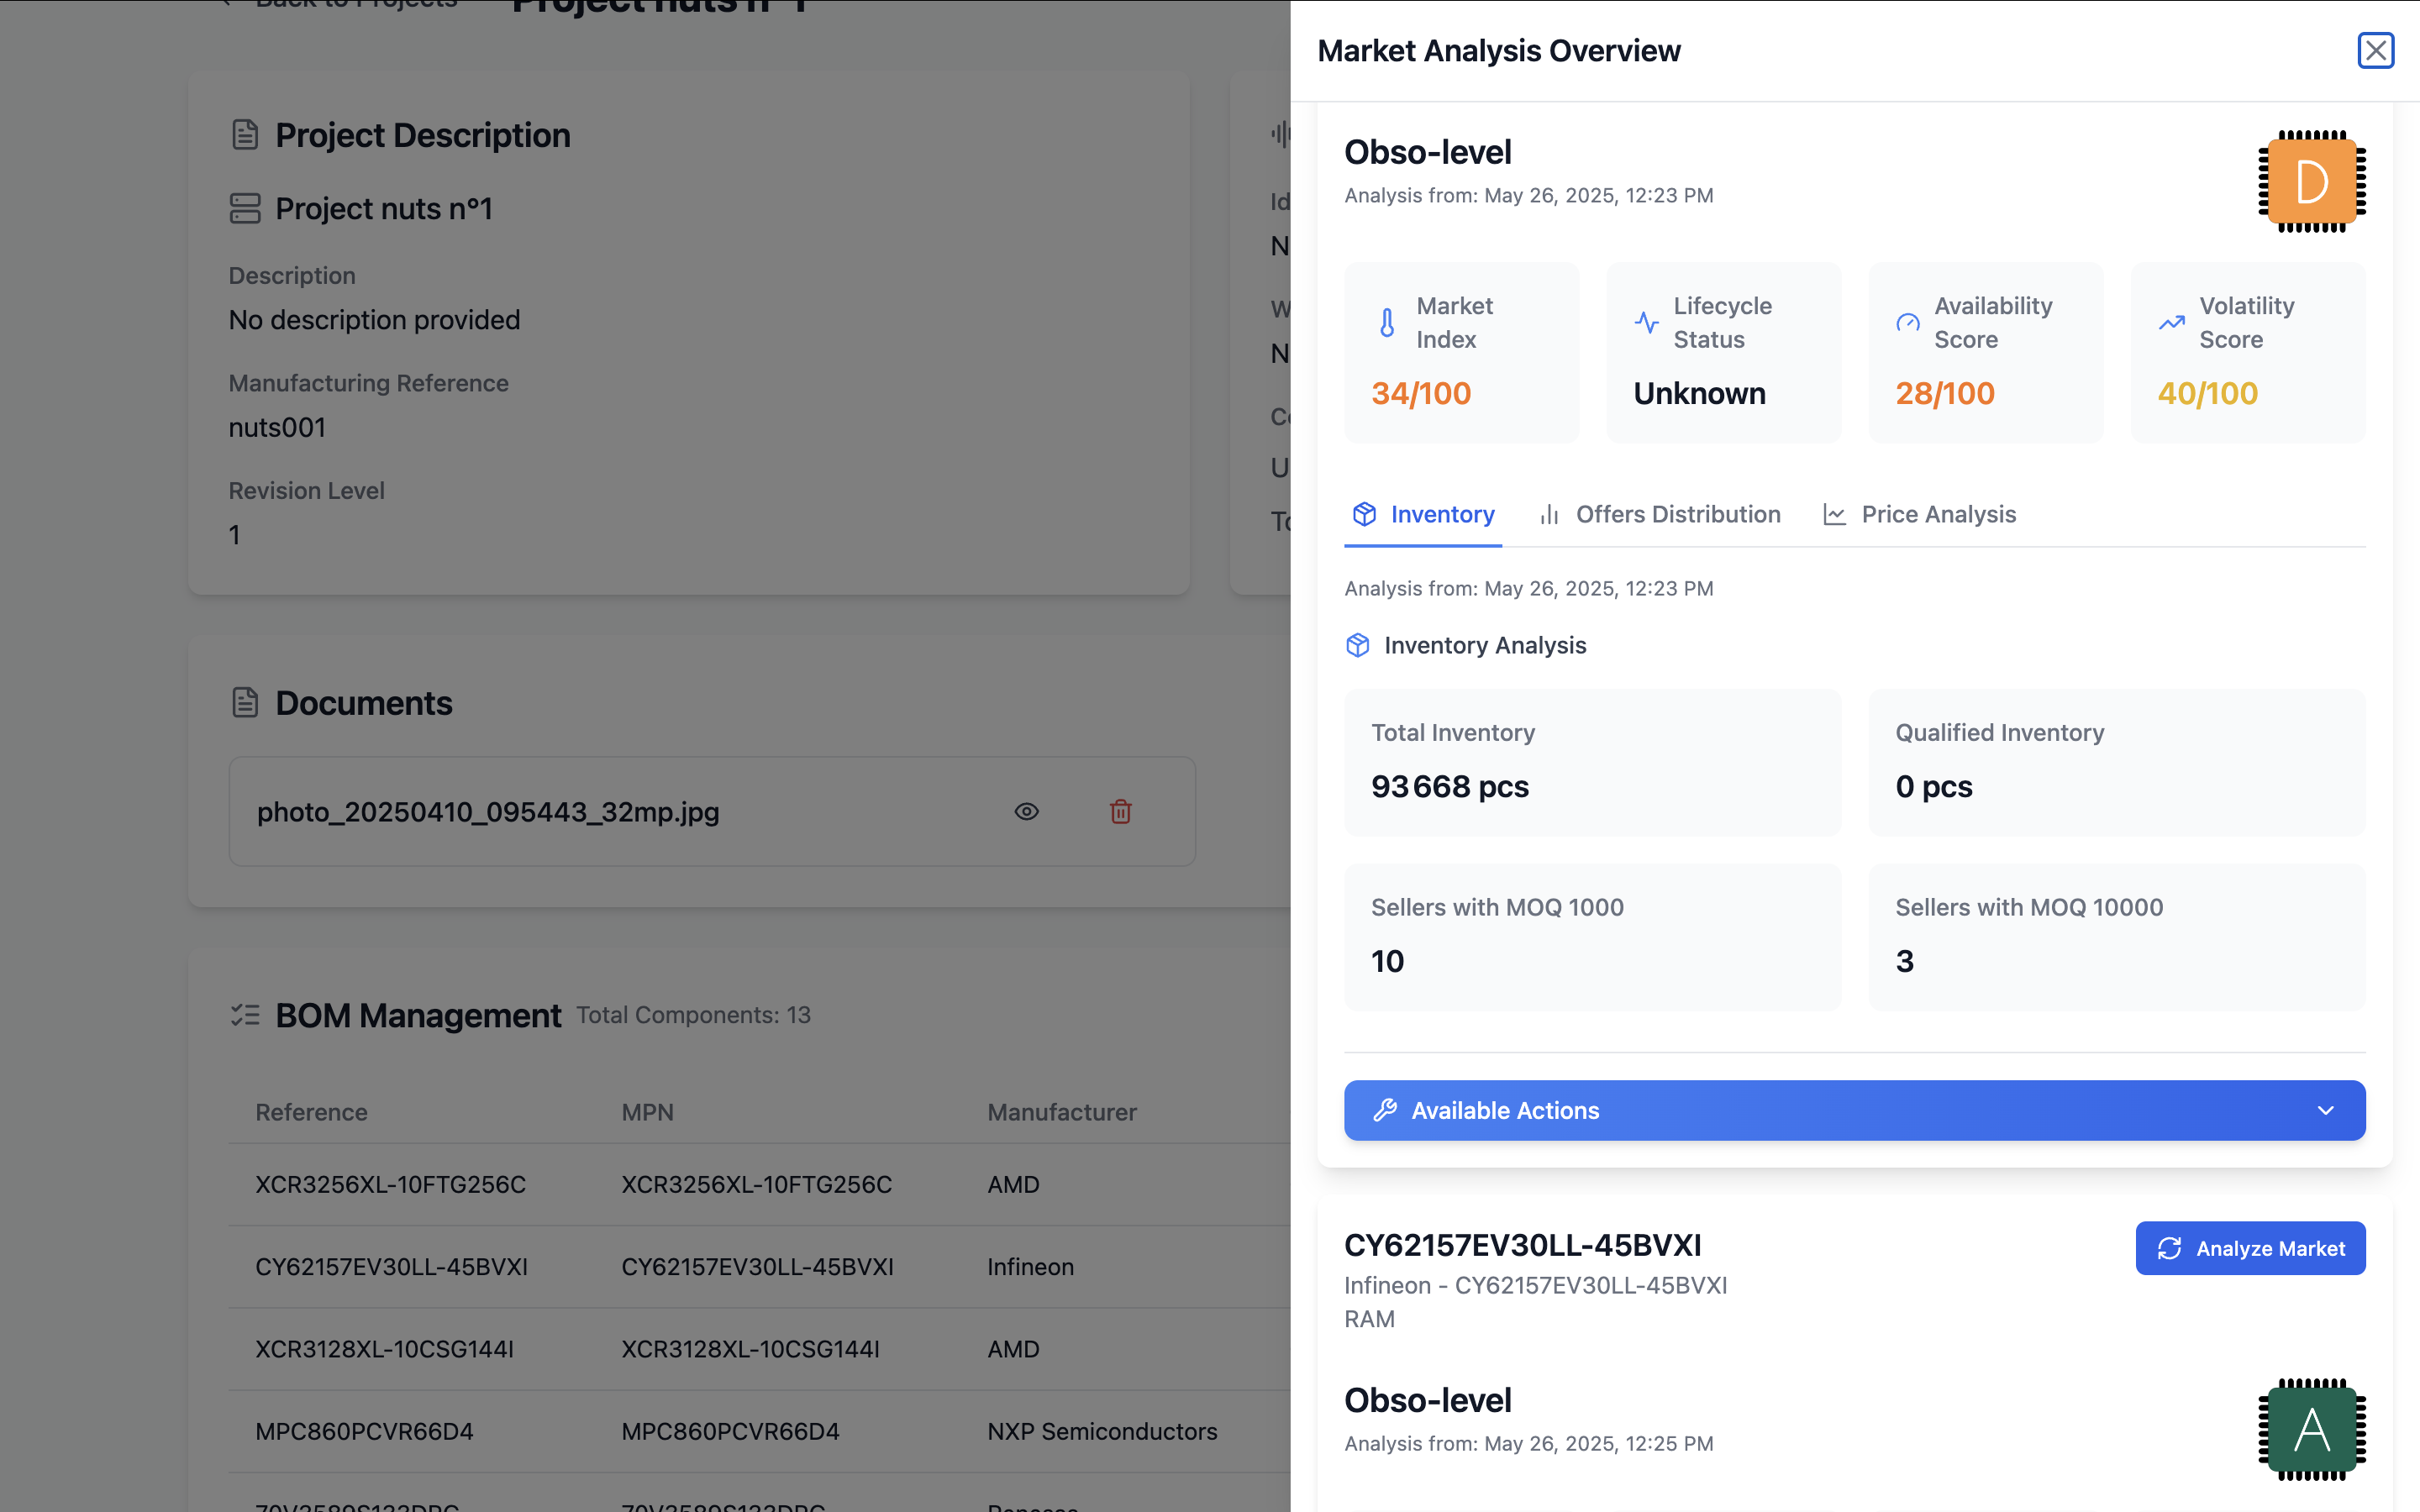 Back to Projects
Project nuts n°1
Project Description
Project nuts n°1
Description
No description provided
Manufacturing Reference
nuts001
Revision Level
1
Documents
photo_20250410_095443_32mp.jpg
BOM Management Total Components: 13
Reference MPN Manufacturer
XCR3256XL-10FTG256C XCR3256XL-10FTG256C AMD
CY62157EV30LL-45BVXI CY62157EV30LL-45BVXI Infineon
XCR3128XL-10CSG144I XCR3128XL-10CSG144I AMD
MPC860PCVR66D4 MPC860PCVR66D4 NXP Semiconductors
Market Analysis Overview
Obso-level
Analysis from: May 26, 2025, 12:23 PM
D
Market Index
34/100
Lifecycle Status
Unknown
Availability Score
28/100
Volatility Score
40/100
Inventory Offers Distribution Price Analysis
Analysis from: May 26, 2025, 12:23 PM
Inventory Analysis
Total Inventory
93 668 pcs
Qualified Inventory
0 pcs
Sellers with MOQ 1000
10
Sellers with MOQ 10000
3
Available Actions
CY62157EV30LL-45BVXI
Analyze Market
Infineon - CY62157EV30LL-45BVXI
RAM
Obso-level
Analysis from: May 26, 2025, 12:25 PM
A